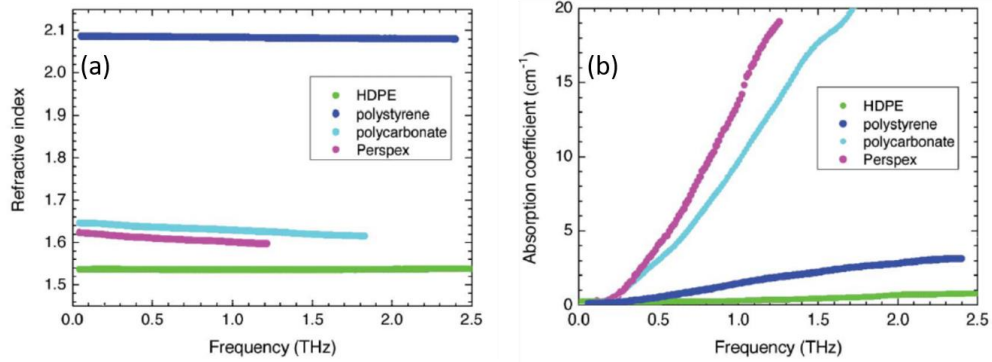 (a)
Refractive index
2.1
2.0
1.9
1.8
1.7
1.6
1.5
HDPE
polystyrene
polycarbonate
Perspex
0.0 0.5 1.0 1.5 2.0 2.5
Frequency (THz)
(b)
Absorption coefficient (cm⁻¹)
20
15
10
5
0
HDPE
polystyrene
polycarbonate
Perspex
0.0 0.5 1.0 1.5 2.0 2.5
Frequency (THz)